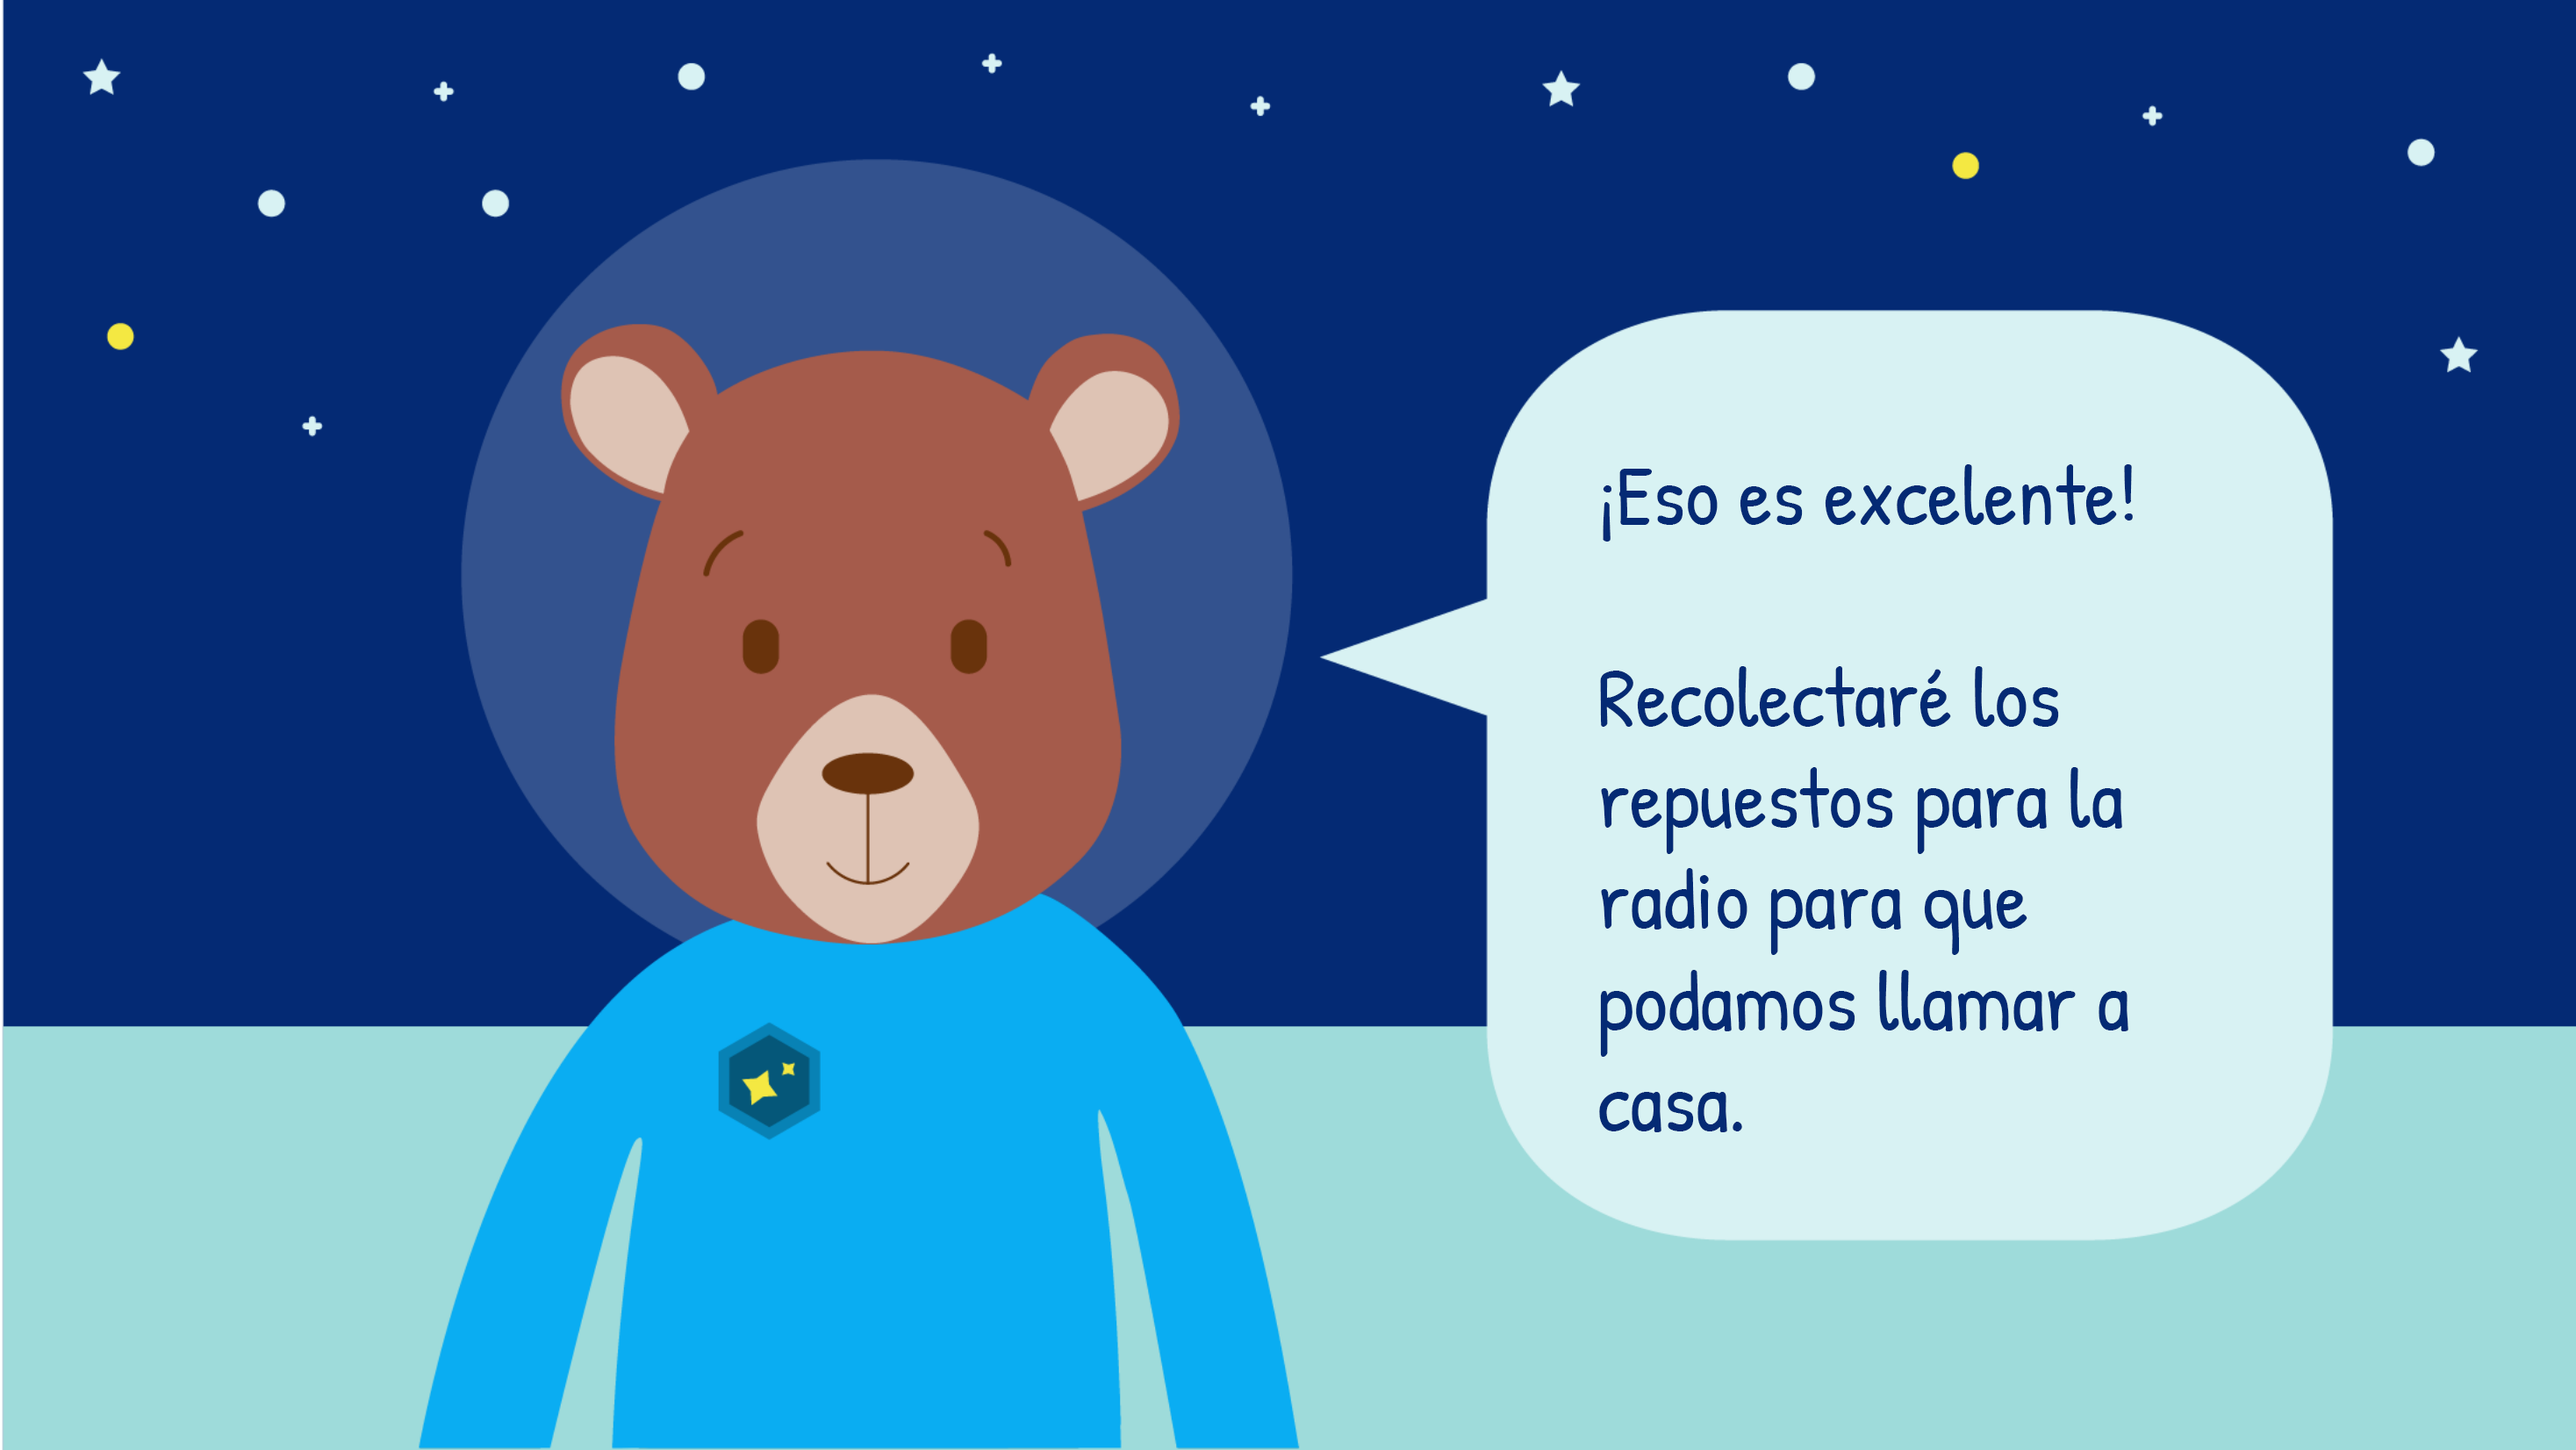 ¡Eso es excelente!
Recolectaré los
repuestos para la
radio para que
podamos llamar a
casa.